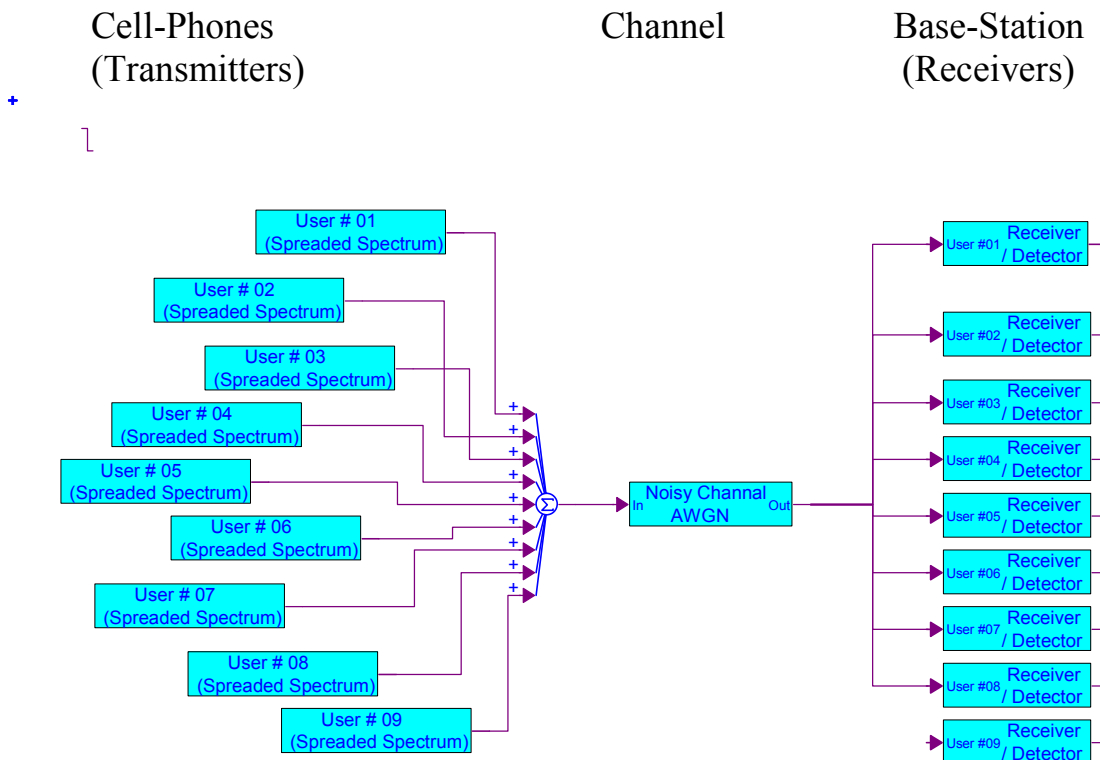 Cell-Phones
(Transmitters)
Channel
Base-Station
(Receivers)
User # 01
(Spreaded Spectrum)
User # 02
(Spreaded Spectrum)
User # 03
(Spreaded Spectrum)
User # 04
(Spreaded Spectrum)
User # 05
(Spreaded Spectrum)
User # 06
(Spreaded Spectrum)
User # 07
(Spreaded Spectrum)
User # 08
(Spreaded Spectrum)
User # 09
(Spreaded Spectrum)
+
+
+
+
+
+
+
+
+
Σ
In
Noisy Channal
AWGN
Out
User #01
Receiver
/ Detector
User #02
Receiver
/ Detector
User #03
Receiver
/ Detector
User #04
Receiver
/ Detector
User #05
Receiver
/ Detector
User #06
Receiver
/ Detector
User #07
Receiver
/ Detector
User #08
Receiver
/ Detector
User #09
Receiver
/ Detector